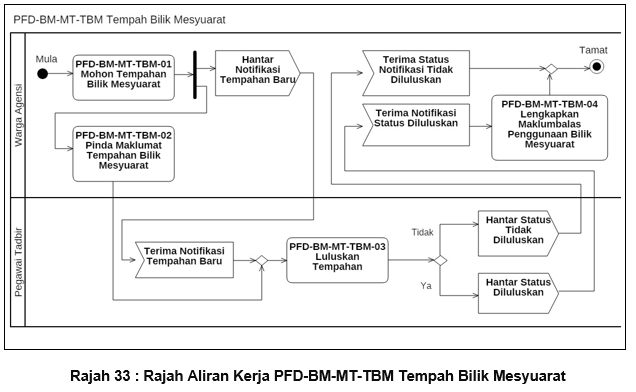 PFD-BM-MT-TBM Tempah Bilik Mesyuarat
Warga Agensi
Mula
PFD-BM-MT-TBM-01
Mohon Tempahan
Bilik Mesyuarat
Hantar
Notifikasi
Tempahan Baru
Terima Status
Notifikasi Tidak
Diluluskan
Tamat
Terima Notifikasi
Status Diluluskan
PFD-BM-MT-TBM-04
Lengkapkan
Maklumbalas
Penggunaan Bilik
Mesyuarat
PFD-BM-MT-TBM-02
Pinda Maklumat
Tempahan Bilik
Mesyuarat
Pegawai Tadbir
Terima Notifikasi
Tempahan Baru
PFD-BM-MT-TBM-03
Luluskan
Tempahan
Tidak
Hantar Status
Tidak
Diluluskan
Ya
Hantar Status
Diluluskan
Rajah 33 : Rajah Aliran Kerja PFD-BM-MT-TBM Tempah Bilik Mesyuarat